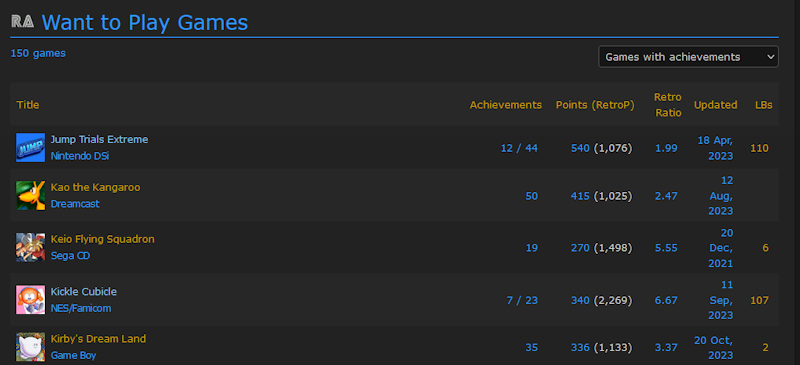 RA Want to Play Games
150 games
Games with achievements
Title Achievements Points (RetroP) Retro Ratio Updated LBs
JUMP Jump Trials Extreme
Nintendo DSi
12 / 44 540 (1,076) 1.99 18 Apr, 2023 110
Kao the Kangaroo
Dreamcast
50 415 (1,025) 2.47 12 Aug, 2023
Keio Flying Squadron
Sega CD
19 270 (1,498) 5.55 20 Dec, 2021 6
Kickle Cubicle
NES/Famicom
7 / 23 340 (2,269) 6.67 11 Sep, 2023 107
Kirby's Dream Land
Game Boy
35 336 (1,133) 3.37 20 Oct, 2023 2